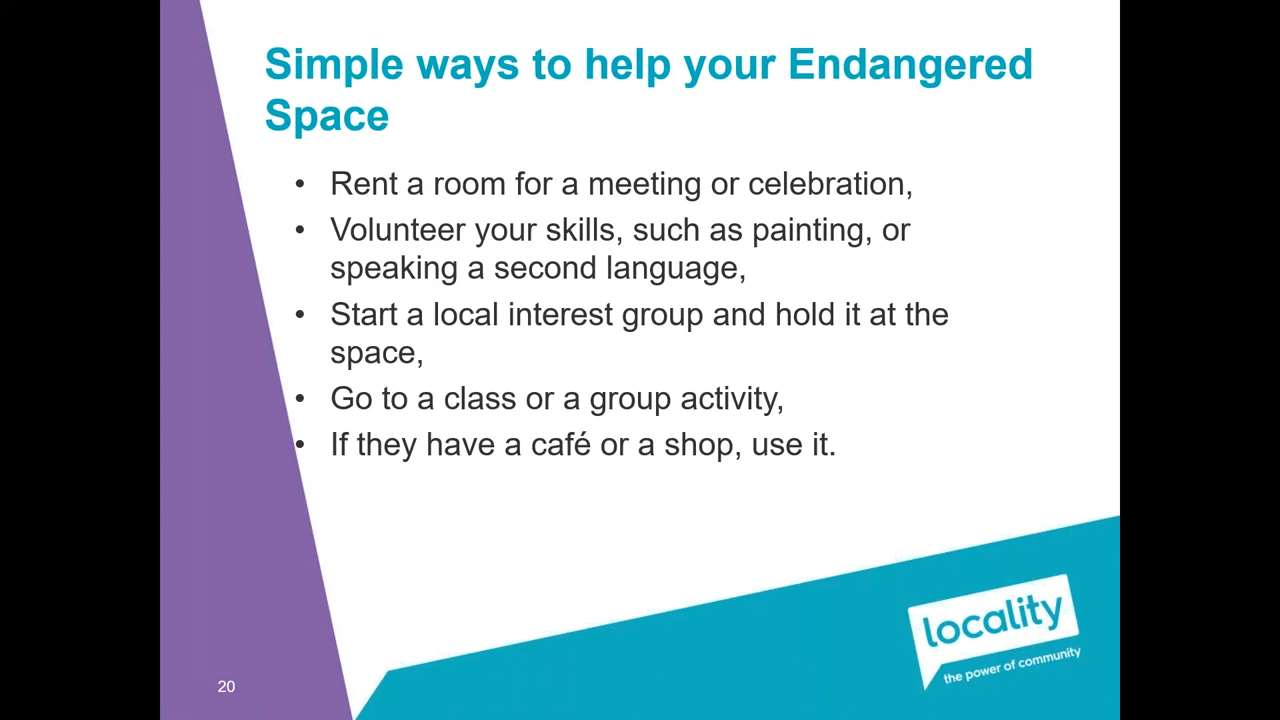 Simple ways to help your Endangered
Space
• Rent a room for a meeting or celebration,
• Volunteer your skills, such as painting, or
speaking a second language,
• Start a local interest group and hold it at the
space,
• Go to a class or a group activity,
• If they have a café or a shop, use it.
locality
the power of community
20